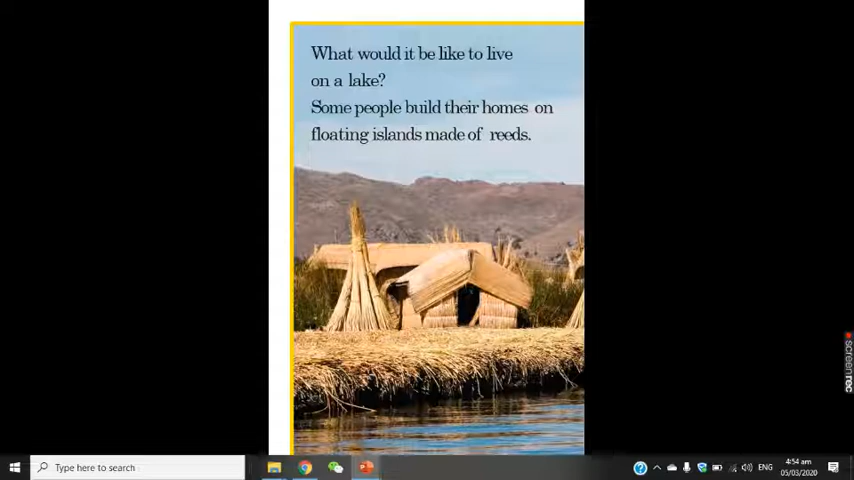 What would it be like to live
on a lake?
Some people build their homes on
floating islands made of reeds.
screenrec
Type here to search
ENG
4:54 am
05/03/2020